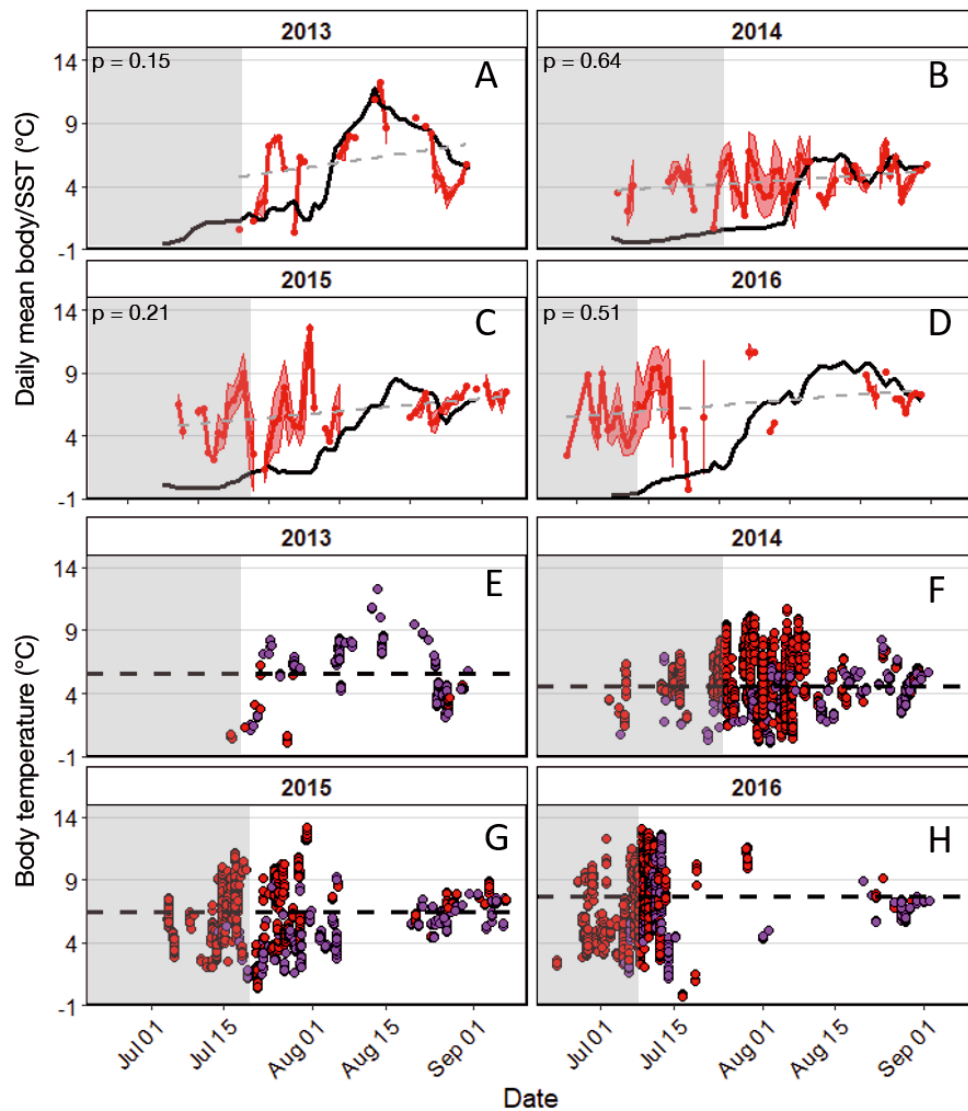 2013
2014
p = 0.15
A
p = 0.64
B
14
9
4
-1
2015
2016
p = 0.21
C
p = 0.51
D
14
9
4
-1
Daily mean body/SST (°C)
2013
2014
E
F
14
9
4
-1
2015
2016
G
H
14
9
4
-1
Body temperature (°C)
Jul 01
Jul 15
Aug 01
Aug 15
Sep 01
Jul 01
Jul 15
Aug 01
Aug 15
Sep 01
Date